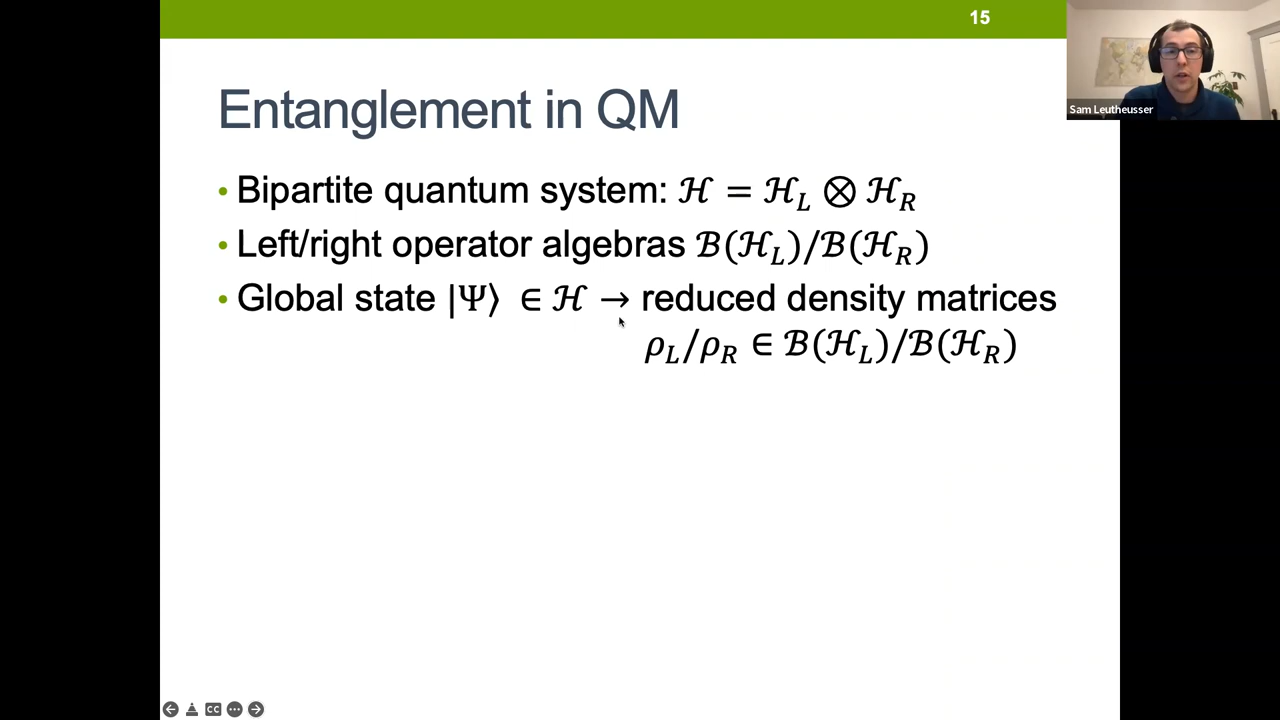 15
Sam Leutheusser
Entanglement in QM
• Bipartite quantum system: ℋ = ℋ_L ⊗ ℋ_R
• Left/right operator algebras ℬ(ℋ_L)/ℬ(ℋ_R)
• Global state |Ψ⟩ ∈ ℋ → reduced density matrices
ρ_L/ρ_R ∈ ℬ(ℋ_L)/ℬ(ℋ_R)
CC